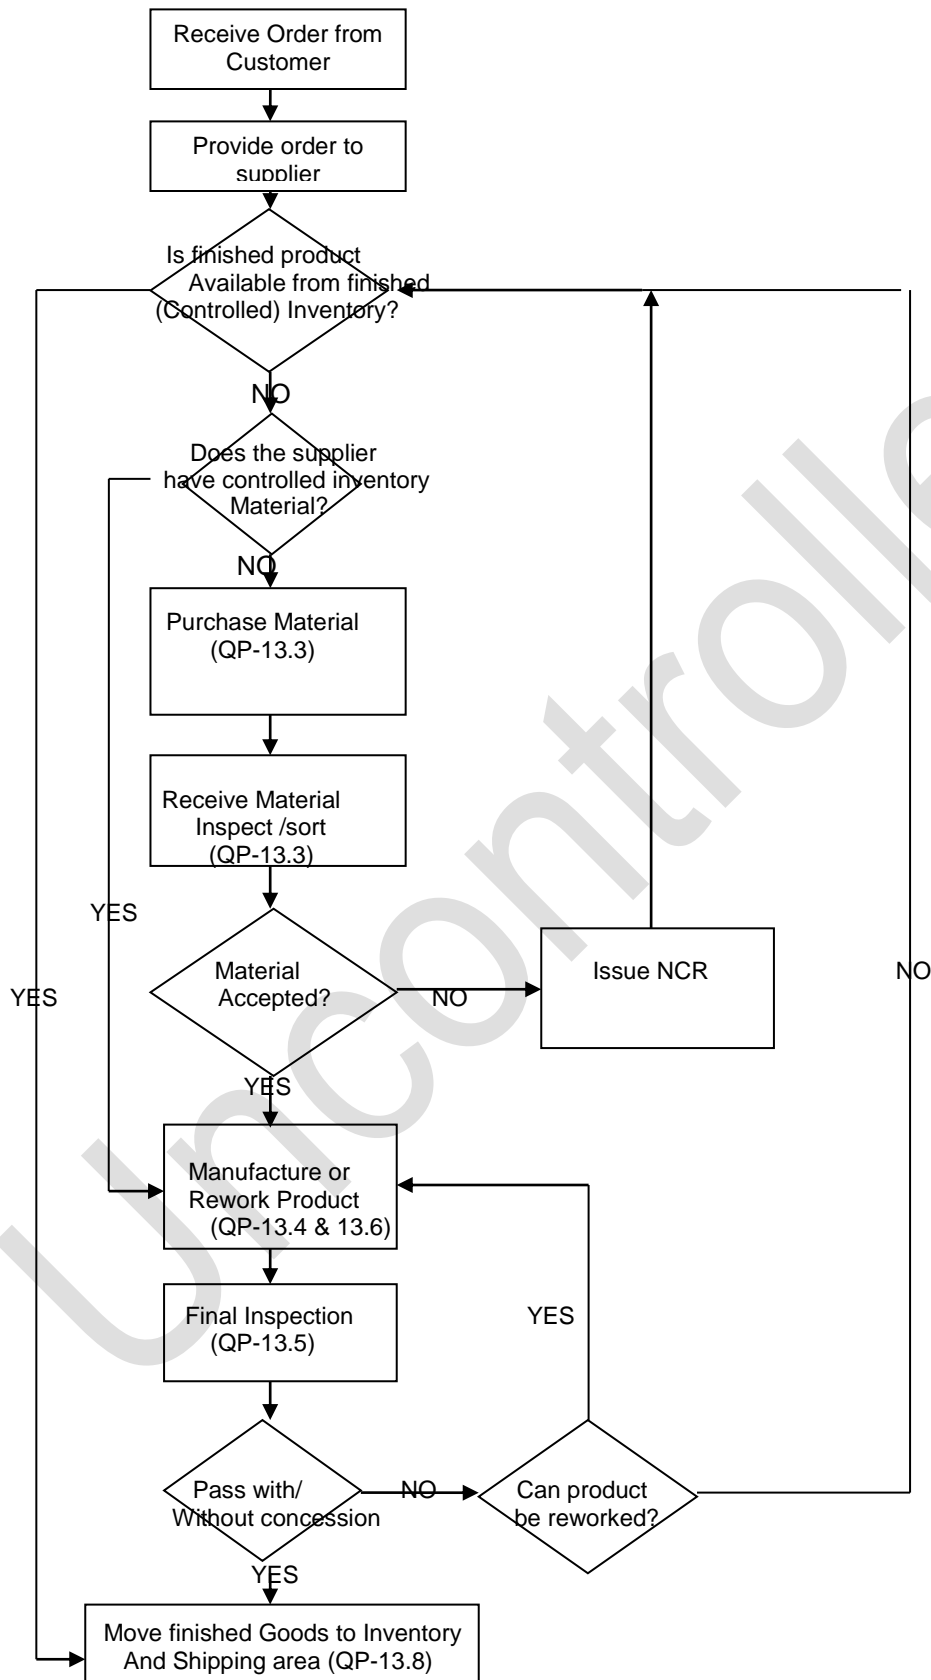 Receive Order from
Customer
Provide order to
supplier
Is finished product
Available from finished
(Controlled) Inventory?
NO
Does the supplier
have controlled inventory
Material?
NO
Purchase Material
(QP-13.3)
Receive Material
Inspect /sort
(QP-13.3)
YES
Material
Accepted?
NO
Issue NCR
NO
YES
YES
Manufacture or
Rework Product
(QP-13.4 & 13.6)
Final Inspection
(QP-13.5)
YES
Pass with/
Without concession
NO
Can product
be reworked?
YES
Move finished Goods to Inventory
And Shipping area (QP-13.8)
Uncontrolle